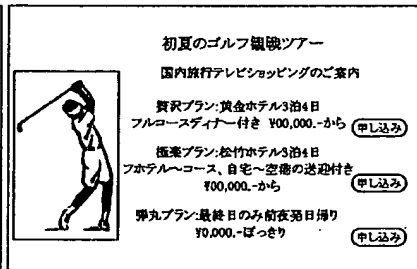 初夏のゴルフ観戦ツアー
国内旅行テレビショッピングのご案内
贅沢プラン:黄金ホテル3泊4日
フルコースディナー付き ¥00,000.-から
申し込み
極楽プラン:松竹ホテル3泊4日
フホテル～コース、自宅～空港の送迎付き
¥00,000.-から
申し込み
弾丸プラン:最終日のみ前夜発日帰り
¥0,000.-ぽっきり
申し込み